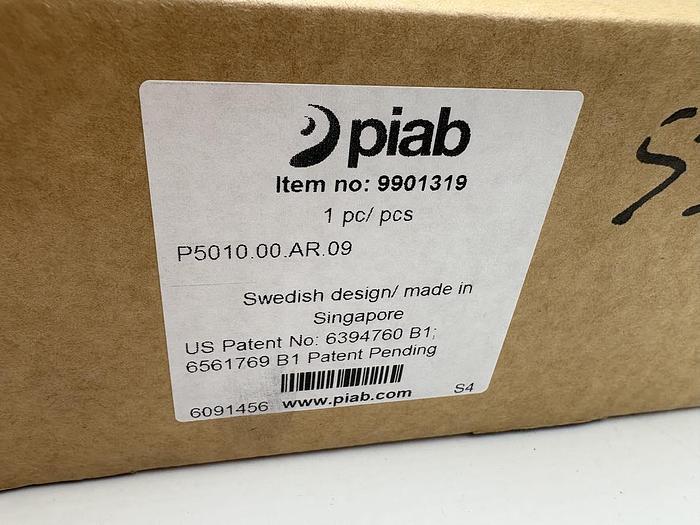 piab
Item no: 9901319
1 pc/ pcs
P5010.00.AR.09
Swedish design/ made in
Singapore
US Patent No: 6394760 B1;
6561769 B1 Patent Pending
6091456 www.piab.com S4